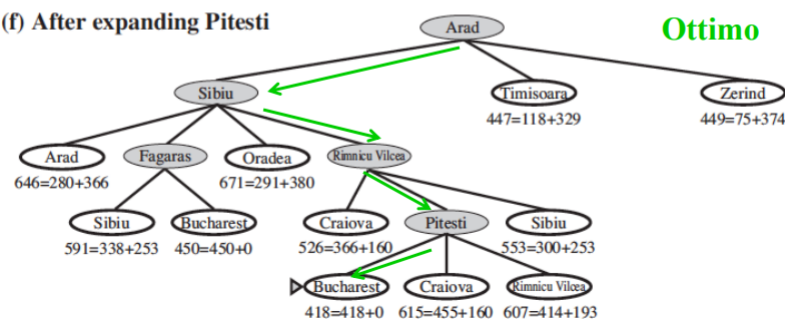 (f) After expanding Pitesti
Ottimo
Arad
Sibiu
Timisoara
Zerind
447=118+329
449=75+374
Arad
Fagaras
Oradea
Rimnicu Vilcea
646=280+366
671=291+380
Sibiu
Bucharest
Craiova
Pitesti
Sibiu
591=338+253
450=450+0
526=366+160
553=300+253
Bucharest
Craiova
Rimnicu Vilcea
418=418+0
615=455+160
607=414+193